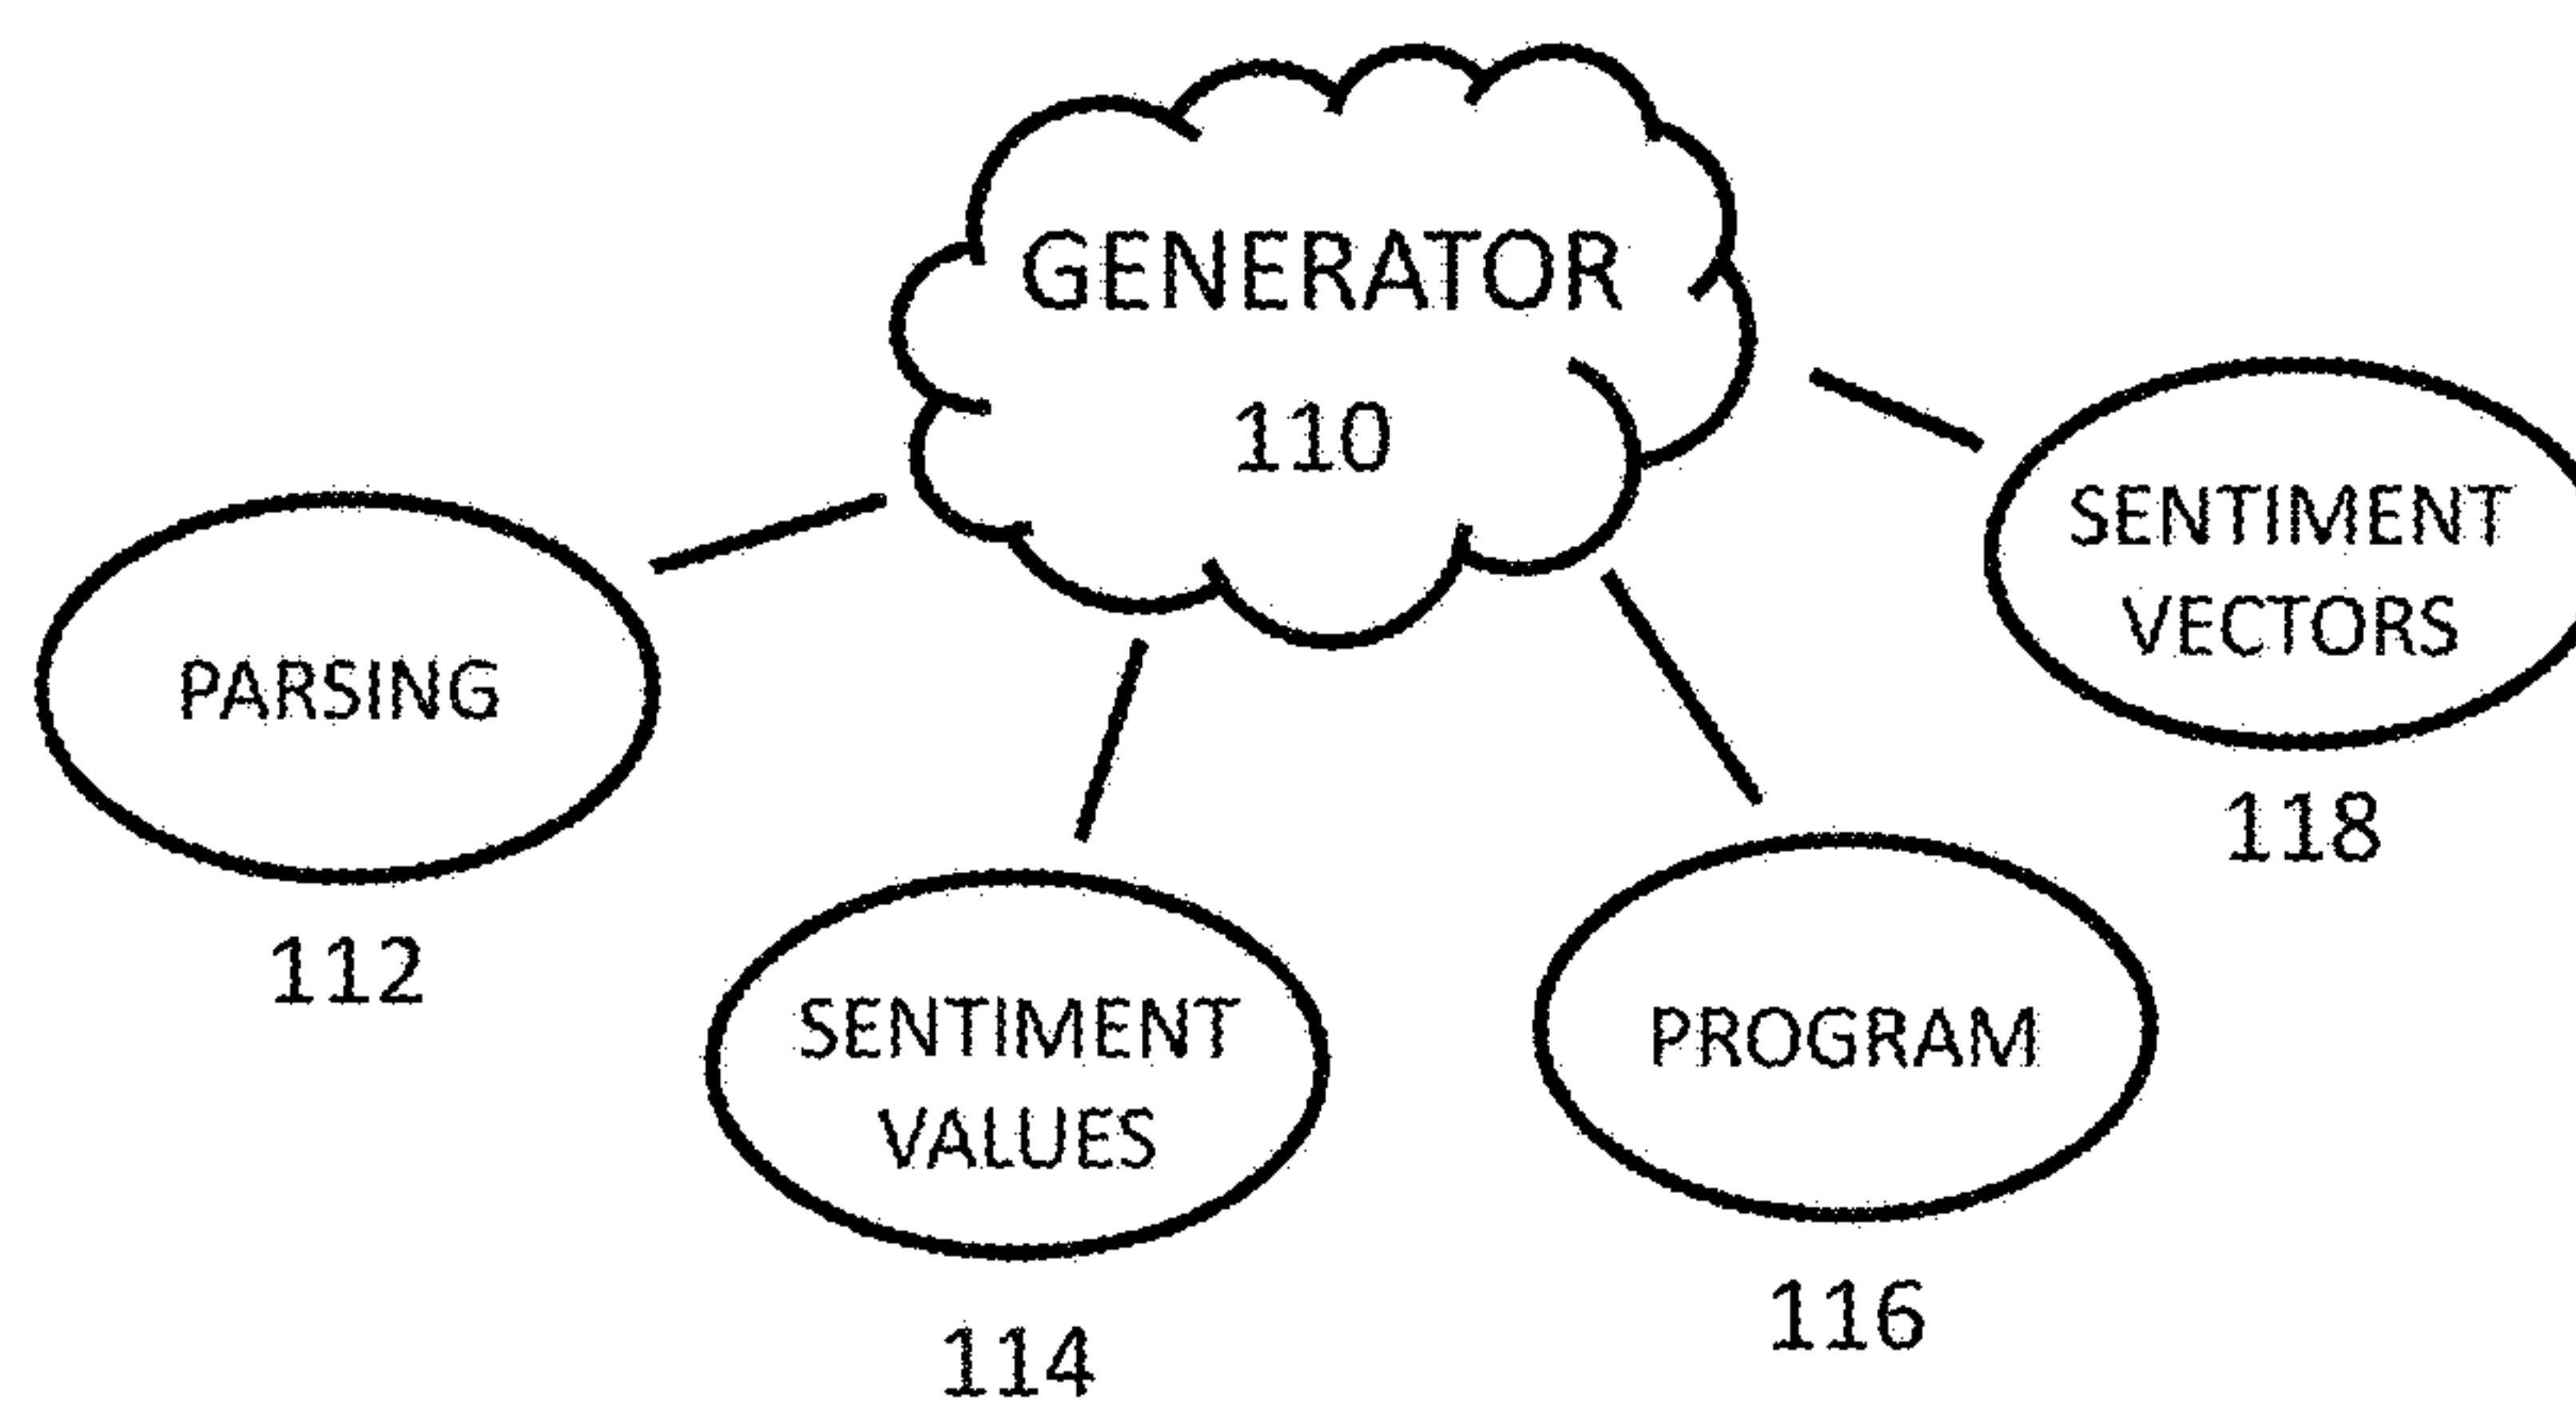 GENERATOR
110
PARSING
112
SENTIMENT
VALUES
114
PROGRAM
116
SENTIMENT
VECTORS
118